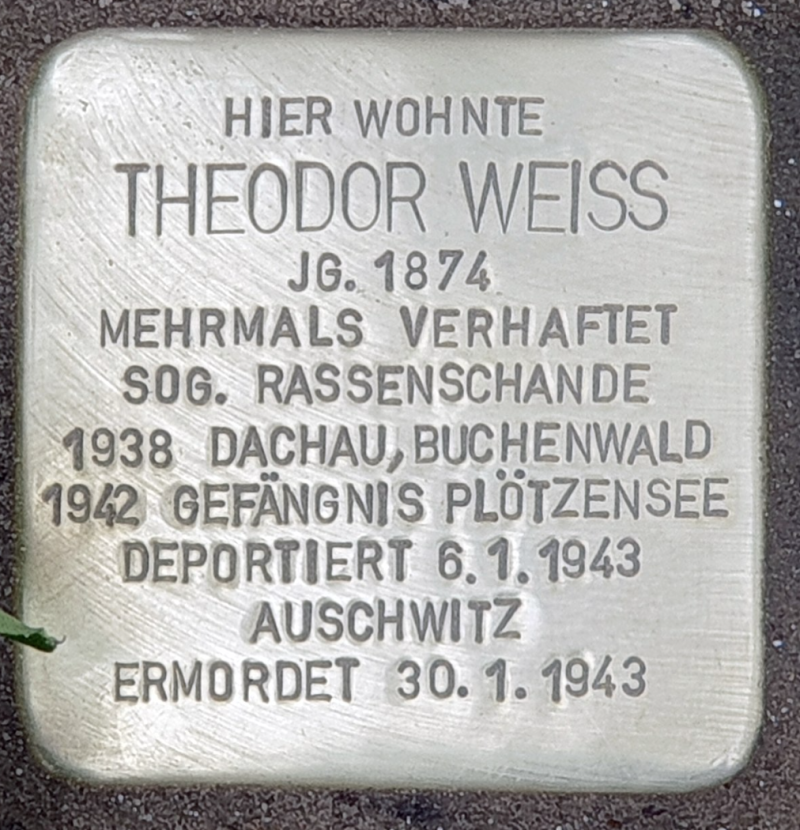 HIER WOHNTE
THEODOR WEISS
JG. 1874
MEHRMALS VERHAFTET
SOG. RASSENSCHANDE
1938 DACHAU, BUCHENWALD
1942 GEFÄNGNIS PLÖTZENSEE
DEPORTIERT 6.1.1943
AUSCHWITZ
ERMORDET 30.1.1943